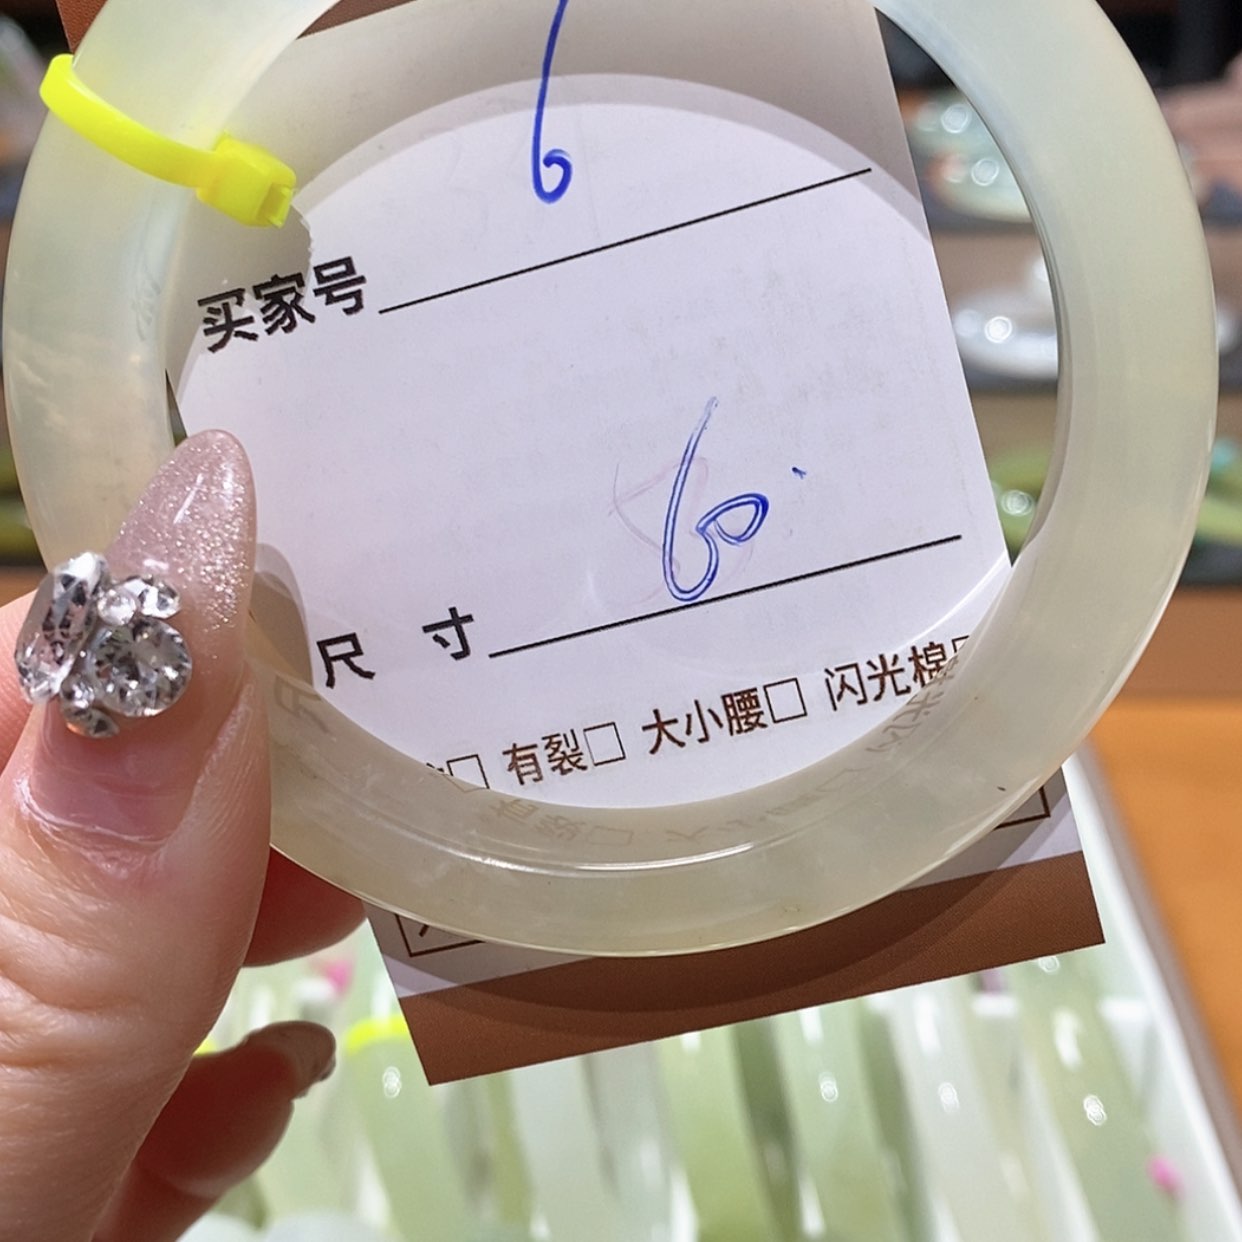 6
买家号
60
尺 寸
有裂□ 大小腰□ 闪光棉□